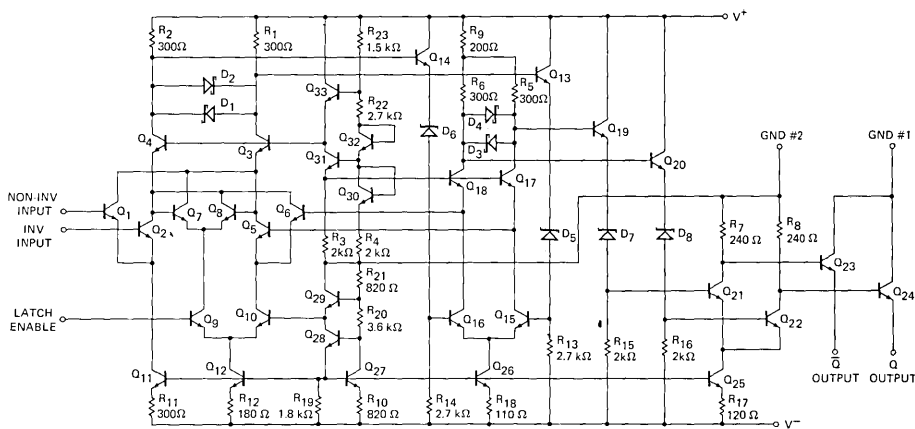 V+
R2
300Ω
R1
300Ω
R23
1.5 kΩ
R9
200Ω
Q14
Q13
D2
D1
Q33
R22
2.7 kΩ
D6
R6
300Ω
R5
300Ω
D4
D3
Q19
Q20
GND #2
GND #1
Q4
Q3
Q32
Q31
Q30
Q18
Q17
NON-INV
INPUT
INV
INPUT
Q1
Q2
Q7
Q8
Q6
Q5
R3
2kΩ
R4
2 kΩ
D5
D7
D8
R7
240 Ω
R8
240 Ω
Q23
Q24
R21
820 Ω
Q29
R20
3.6 kΩ
Q28
Q21
Q22
LATCH
ENABLE
Q9
Q10
Q16
Q15
R13
2.7 kΩ
R15
2kΩ
R16
2kΩ
Q̅
OUTPUT
Q
OUTPUT
Q11
Q12
Q27
Q26
Q25
R11
300Ω
R12
180 Ω
R19
1.8 kΩ
R10
820 Ω
R14
2.7 kΩ
R18
110 Ω
R17
120 Ω
V−